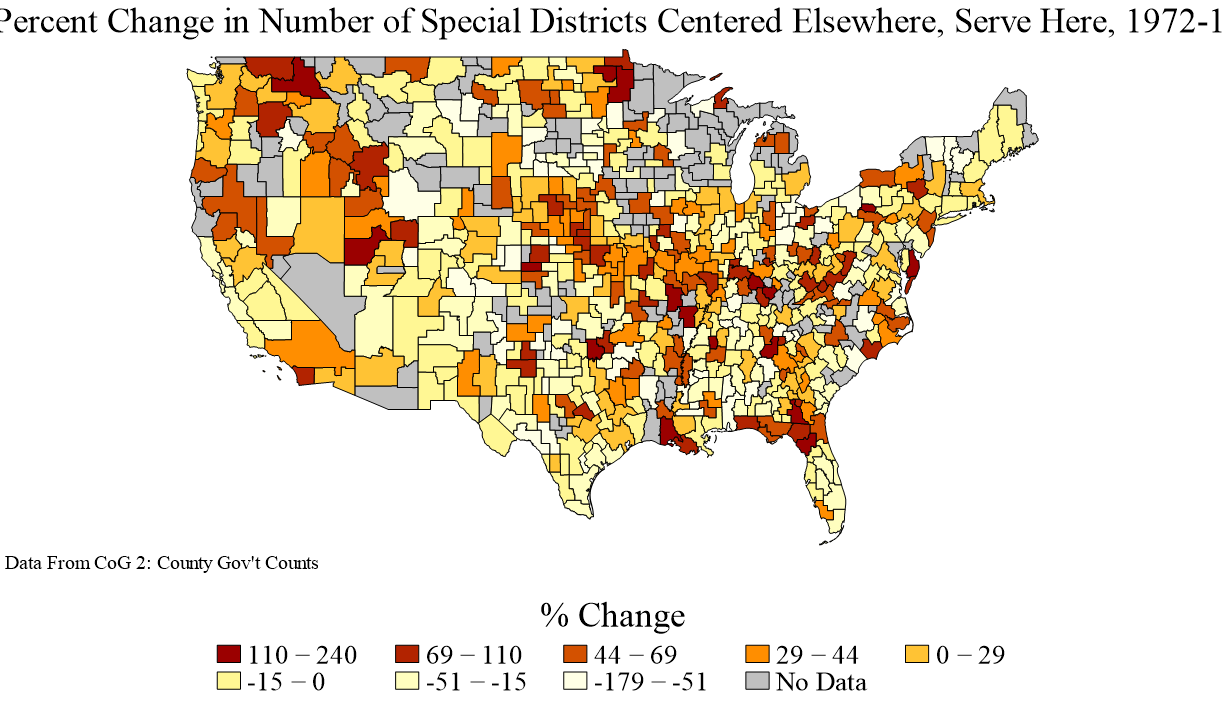 Percent Change in Number of Special Districts Centered Elsewhere, Serve Here, 1972-1
Data From CoG 2: County Gov't Counts
% Change
110 – 240 69 – 110 44 – 69 29 – 44 0 – 29
-15 – 0 -51 – -15 -179 – -51 No Data